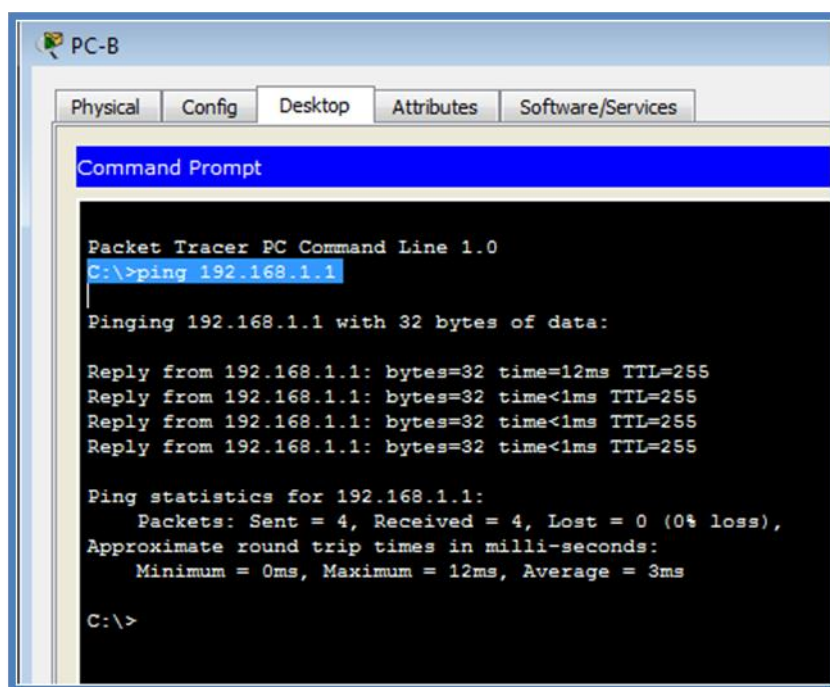 PC-B
Physical Config Desktop Attributes Software/Services
Command Prompt
Packet Tracer PC Command Line 1.0
C:\>ping 192.168.1.1
Pinging 192.168.1.1 with 32 bytes of data:
Reply from 192.168.1.1: bytes=32 time=12ms TTL=255
Reply from 192.168.1.1: bytes=32 time<1ms TTL=255
Reply from 192.168.1.1: bytes=32 time<1ms TTL=255
Reply from 192.168.1.1: bytes=32 time<1ms TTL=255
Ping statistics for 192.168.1.1:
Packets: Sent = 4, Received = 4, Lost = 0 (0% loss),
Approximate round trip times in milli-seconds:
Minimum = 0ms, Maximum = 12ms, Average = 3ms
C:\>